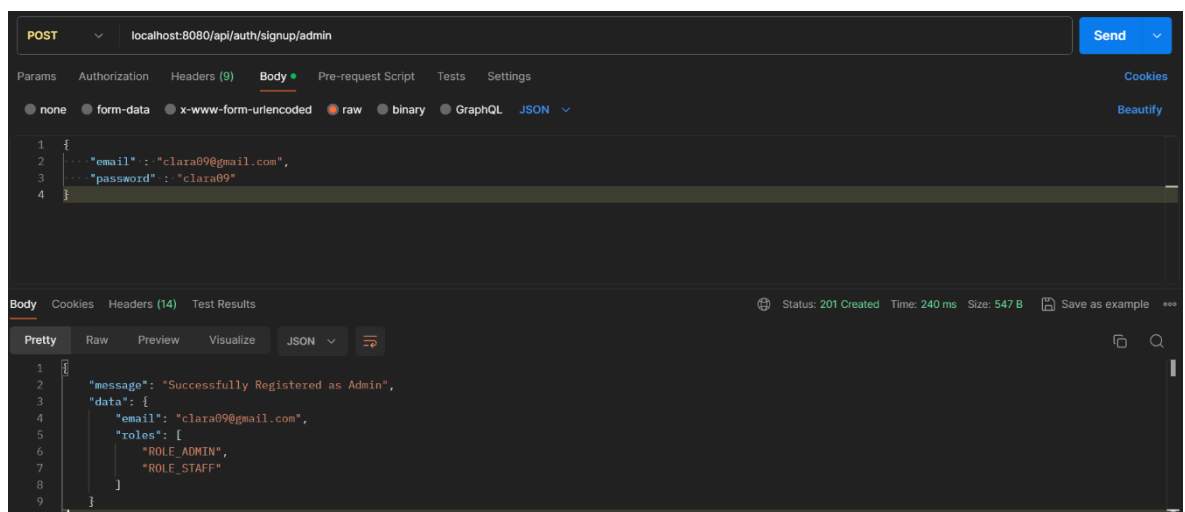 POST localhost:8080/api/auth/signup/admin Send
Params Authorization Headers (9) Body Pre-request Script Tests Settings Cookies
none form-data x-www-form-urlencoded raw binary GraphQL JSON Beautify
1 {
2 "email" : "clara09@gmail.com",
3 "password" : "clara09"
4 }
Body Cookies Headers (14) Test Results Status: 201 Created Time: 240 ms Size: 547 B Save as example
Pretty Raw Preview Visualize JSON
1 {
2 "message": "Successfully Registered as Admin",
3 "data": {
4 "email": "clara09@gmail.com",
5 "roles": [
6 "ROLE_ADMIN",
7 "ROLE_STAFF"
8 ]
9 }